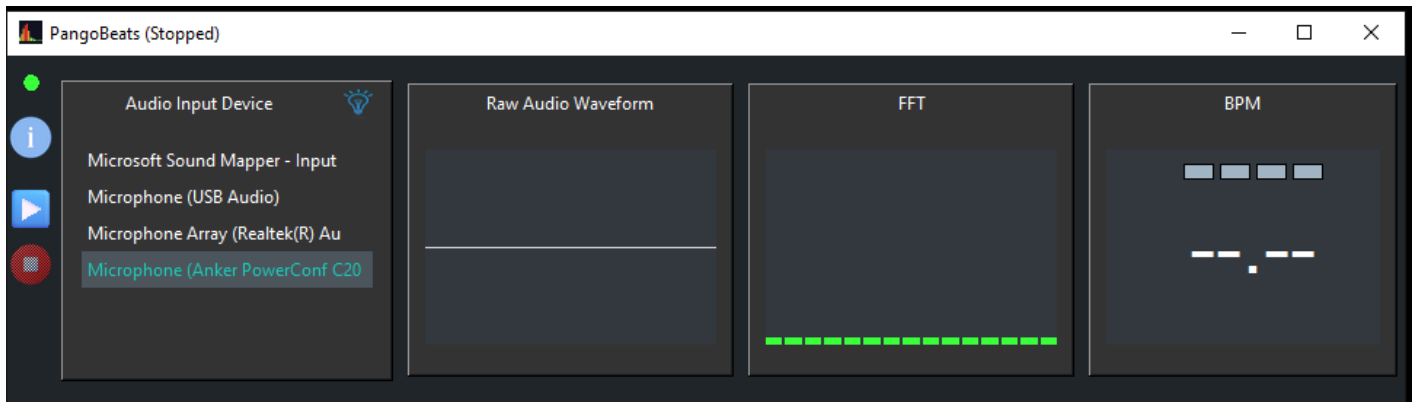 PangoBeats (Stopped)
Audio Input Device
Microsoft Sound Mapper - Input
Microphone (USB Audio)
Microphone Array (Realtek(R) Au
Microphone (Anker PowerConf C20
Raw Audio Waveform
FFT
BPM
--.--